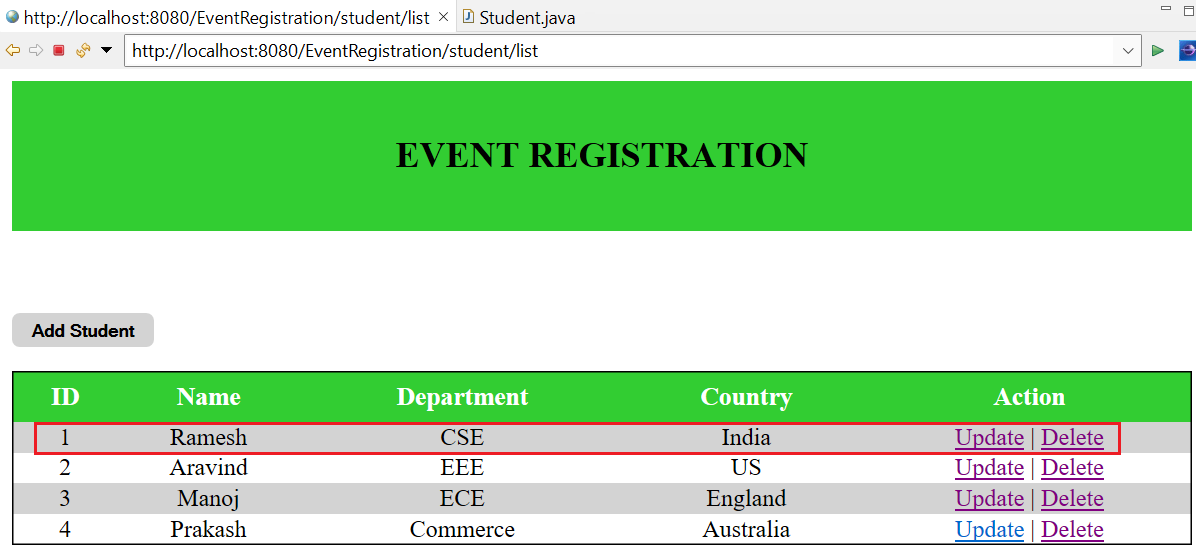 http://localhost:8080/EventRegistration/student/list Student.java
http://localhost:8080/EventRegistration/student/list
EVENT REGISTRATION
Add Student
ID Name Department Country Action
1 Ramesh CSE India Update | Delete
2 Aravind EEE US Update | Delete
3 Manoj ECE England Update | Delete
4 Prakash Commerce Australia Update | Delete